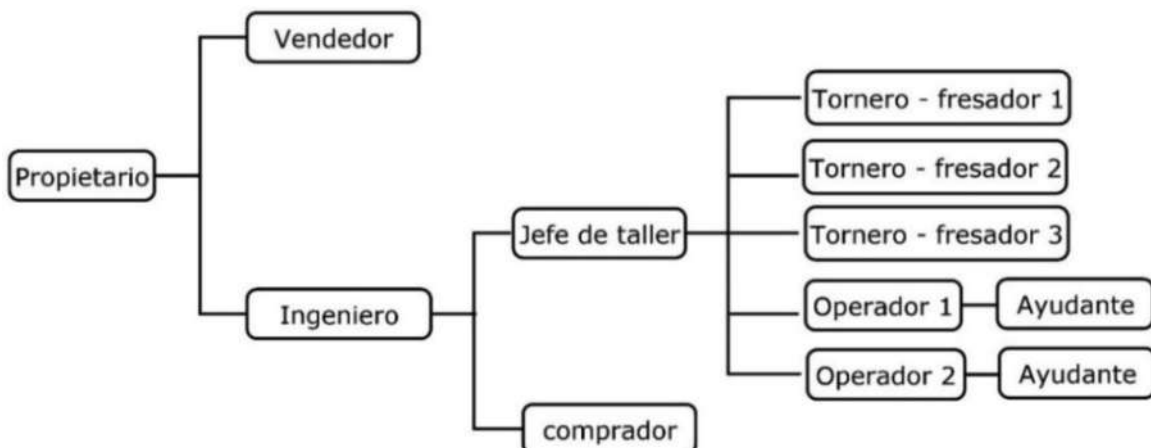 Vendedor
Tornero - fresador 1
Propietario
Tornero - fresador 2
Jefe de taller
Tornero - fresador 3
Ingeniero
Operador 1
Ayudante
Operador 2
Ayudante
comprador